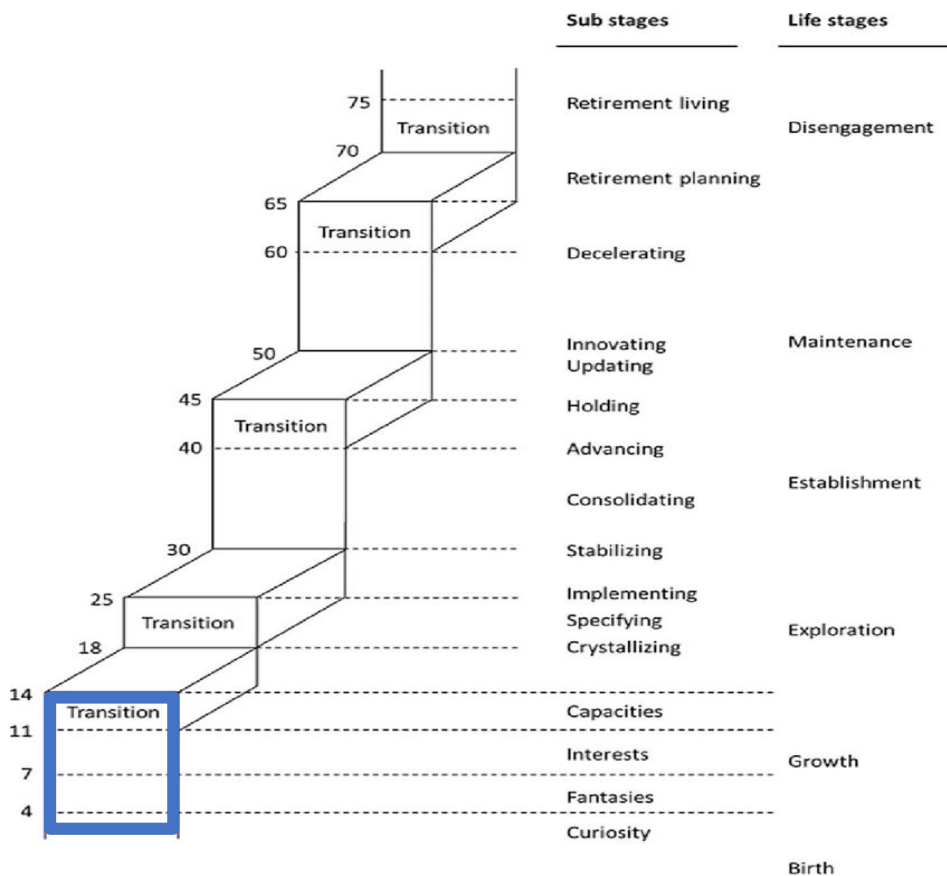 Sub stages Life stages
75 Retirement living
Transition Disengagement
70
Retirement planning
65
Transition
60 Decelerating
50 Innovating Maintenance
Updating
45 Holding
Transition
40 Advancing
Establishment
Consolidating
30 Stabilizing
25 Implementing
Transition Specifying
Exploration
18 Crystallizing
14
Transition Capacities
11
Interests
Growth
7
Fantasies
4
Curiosity
Birth